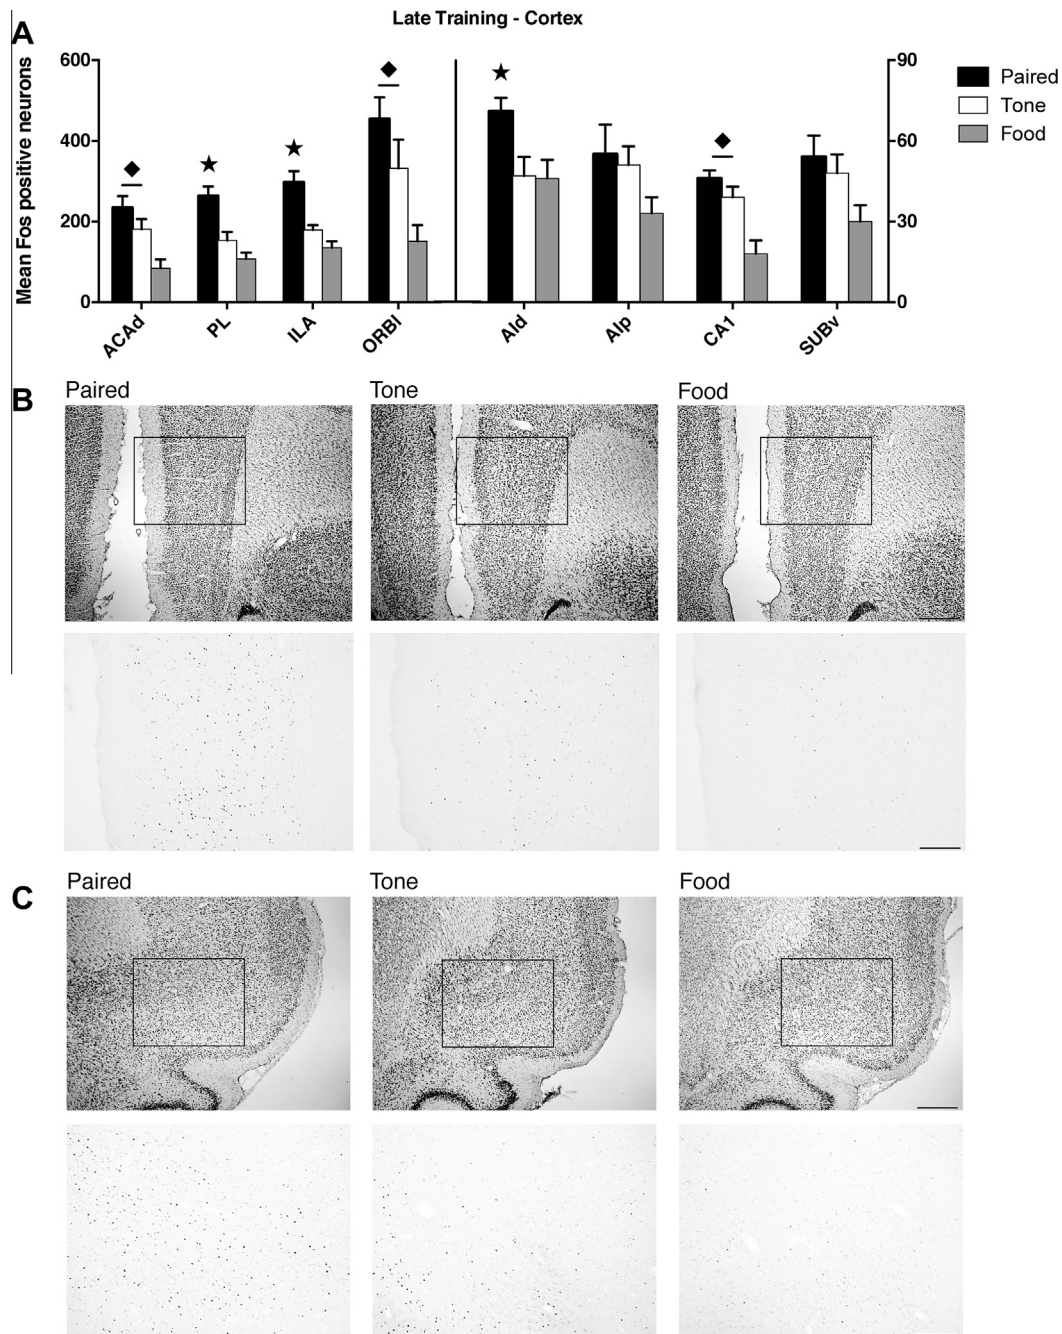 Late Training - Cortex
A
Mean Fos positive neurons
600
400
200
0
90
60
30
0
Paired
Tone
Food
ACAd
PL
ILA
ORBl
AId
AIp
CA1
SUBv
B
Paired
Tone
Food
C
Paired
Tone
Food